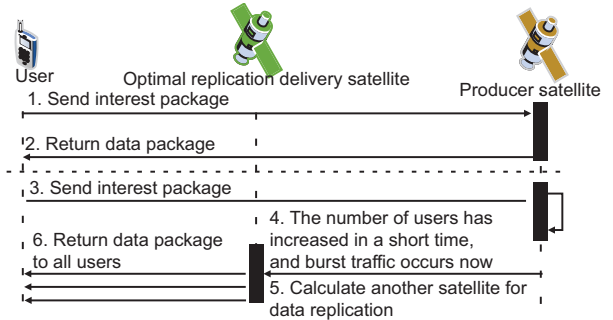 User
Optimal replication delivery satellite
Producer satellite
1. Send interest package
2. Return data package
3. Send interest package
4. The number of users has
increased in a short time,
and burst traffic occurs now
6. Return data package
to all users
5. Calculate another satellite for
data replication